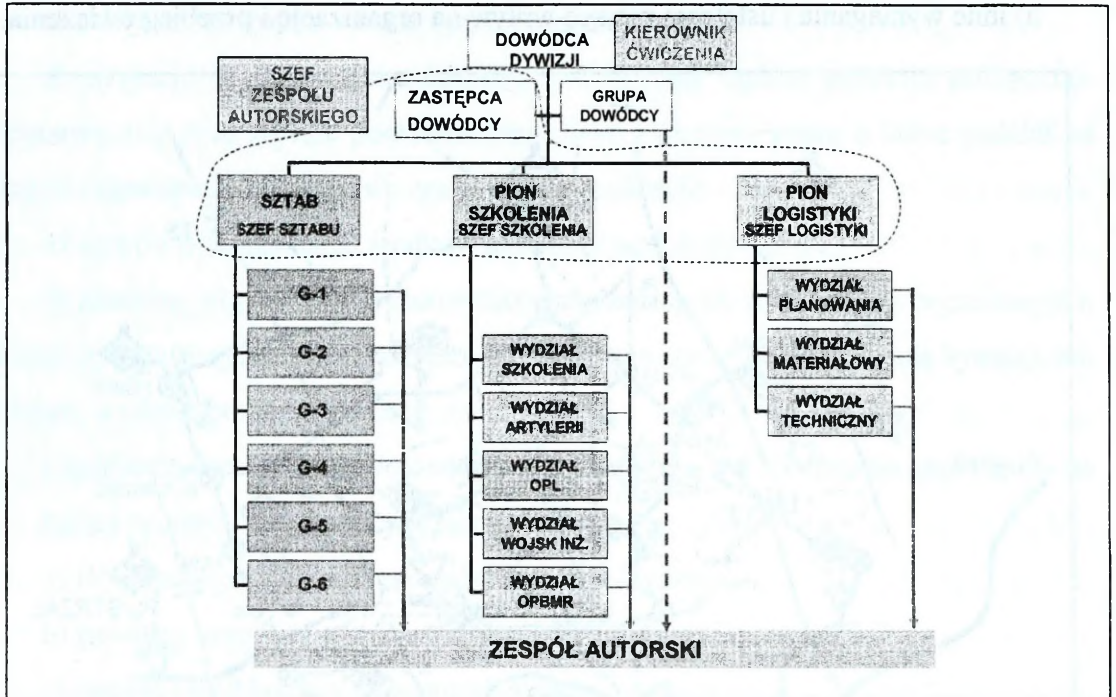 DOWÓDCA
DYWIZJI
KIEROWNIK
ĆWICZENIA
SZEF
ZESPOŁU
AUTORSKIEGO
ZASTĘPCA
DOWÓDCY
GRUPA
DOWÓDCY
SZTAB
SZEF SZTABU
PION
SZKOLENIA
SZEF SZKOLENIA
PION
LOGISTYKI
SZEF LOGISTYKI
G-1
G-2
G-3
G-4
G-5
G-6
WYDZIAŁ
SZKOLENIA
WYDZIAŁ
ARTYLERII
WYDZIAŁ
OPL
WYDZIAŁ
WOJSK INŻ.
WYDZIAŁ
OPBMR
WYDZIAŁ
PLANOWANIA
WYDZIAŁ
MATERIAŁOWY
WYDZIAŁ
TECHNICZNY
ZESPÓŁ AUTORSKI